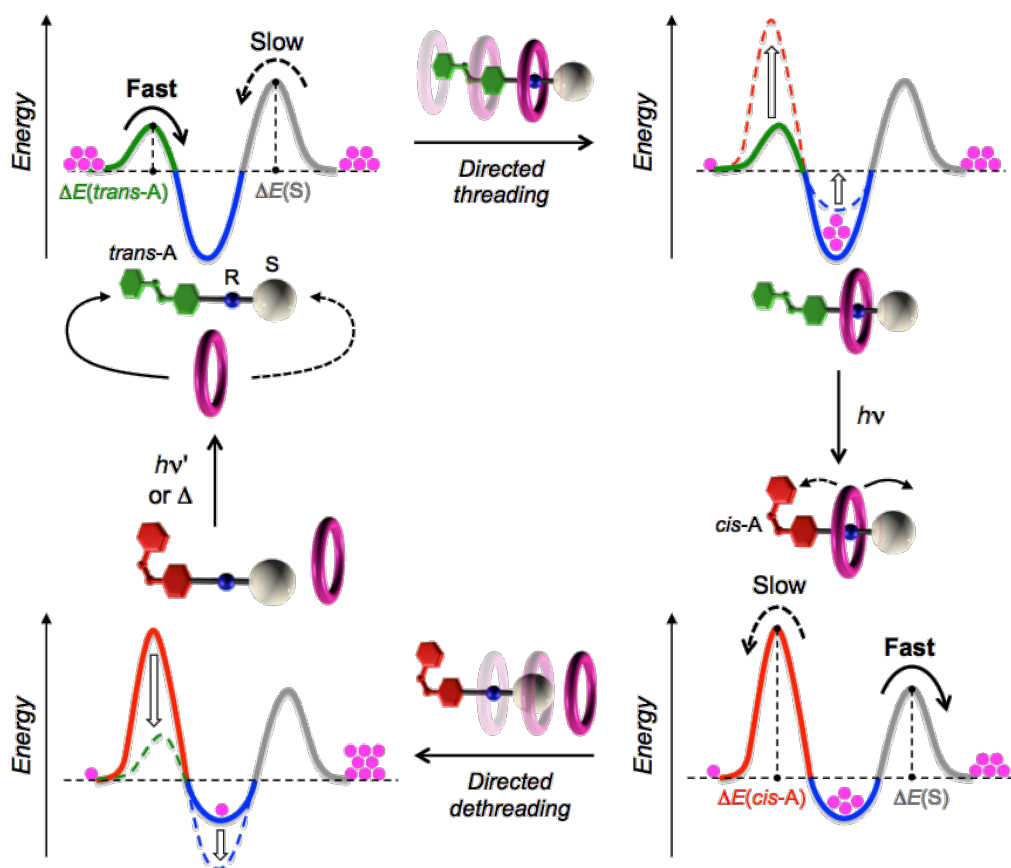 Energy
Fast
Slow
ΔE(trans-A)
ΔE(S)
Directed
threading
Energy
trans-A
R
S
hν'
or Δ
hν
cis-A
Energy
Directed
dethreading
Energy
Slow
Fast
ΔE(cis-A)
ΔE(S)